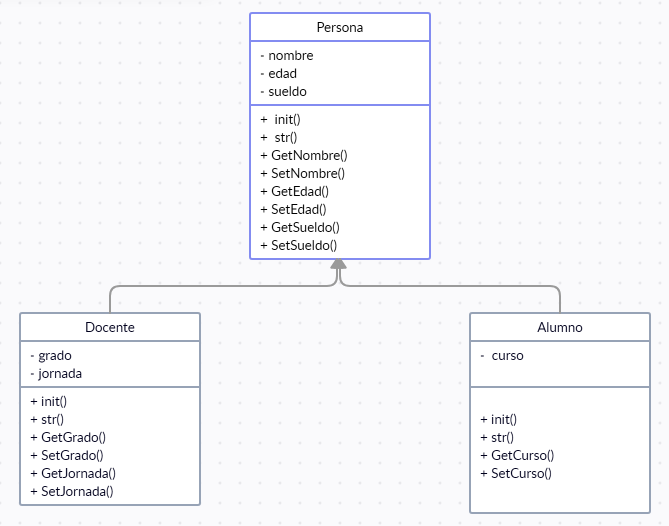 Persona
- nombre
- edad
- sueldo
+ init()
+ str()
+ GetNombre()
+ SetNombre()
+ GetEdad()
+ SetEdad()
+ GetSueldo()
+ SetSueldo()
Docente
- grado
- jornada
+ init()
+ str()
+ GetGrado()
+ SetGrado()
+ GetJornada()
+ SetJornada()
Alumno
- curso
+ init()
+ str()
+ GetCurso()
+ SetCurso()